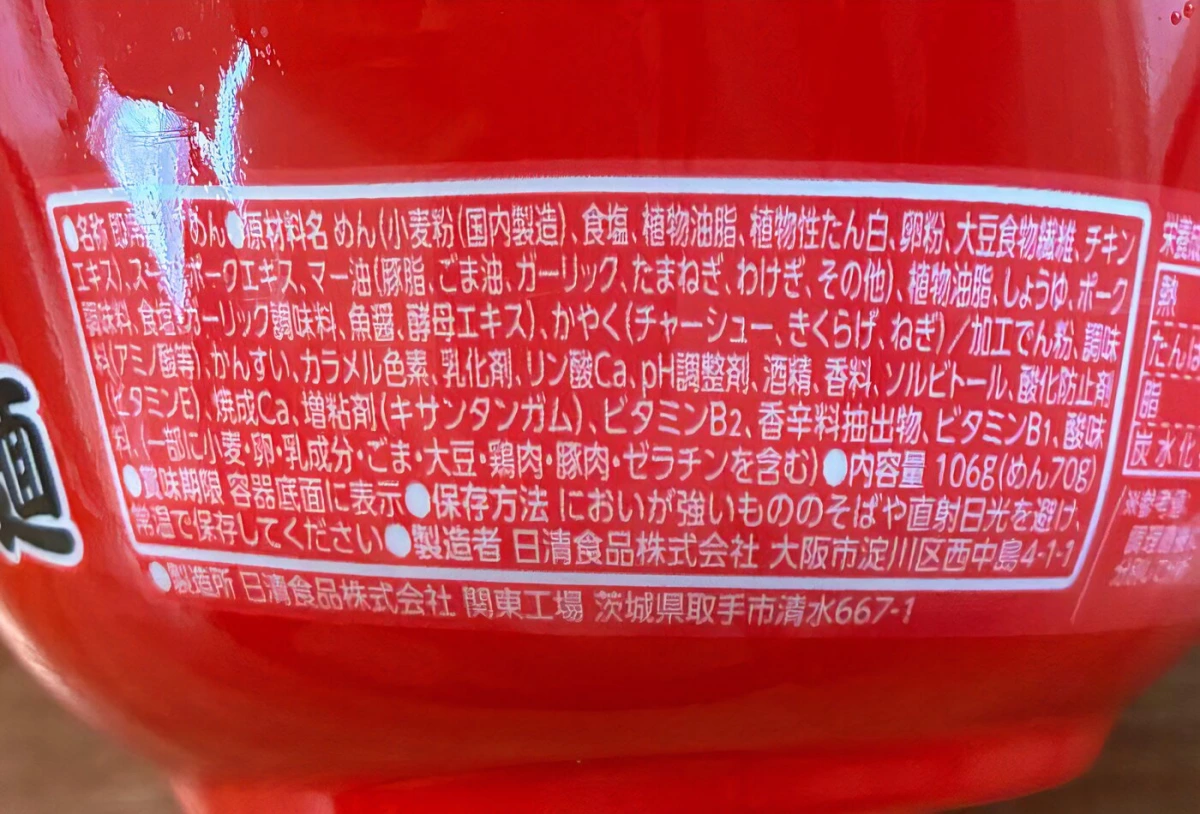 ●名称 即席 めん●原材料名 めん(小麦粉(国内製造)、食塩、植物油脂、植物性たん白、卵粉、大豆食物繊維、チキン
エキス)、スー ポークエキス、マー油(豚脂、ごま油、ガーリック、たまねぎ、わけぎ、その他)、植物油脂、しょうゆ、ポーク
調味料、食塩、ガーリック調味料、魚醤、酵母エキス)、かやく(チャーシュー、きくらげ、ねぎ)/加工でん粉、調味
料(アミノ酸等)、かんすい、カラメル色素、乳化剤、リン酸Ca、pH調整剤、酒精、香料、ソルビトール、酸化防止剤
(ビタミンE)、焼成Ca、増粘剤(キサンタンガム)、ビタミンB2、香辛料抽出物、ビタミンB1、酸味
料、(一部に小麦・卵・乳成分・ごま・大豆・鶏肉・豚肉・ゼラチンを含む)●内容量 106g(めん70g)
●賞味期限 容器底面に表示●保存方法 においが強いもののそばや直射日光を避け、
常温で保存してください●製造者 日清食品株式会社 大阪市淀川区西中島4-1-1
●製造所 日清食品株式会社 関東工場 茨城県取手市清水667-1
麺
栄養
熱
たんぱ
脂
炭水化